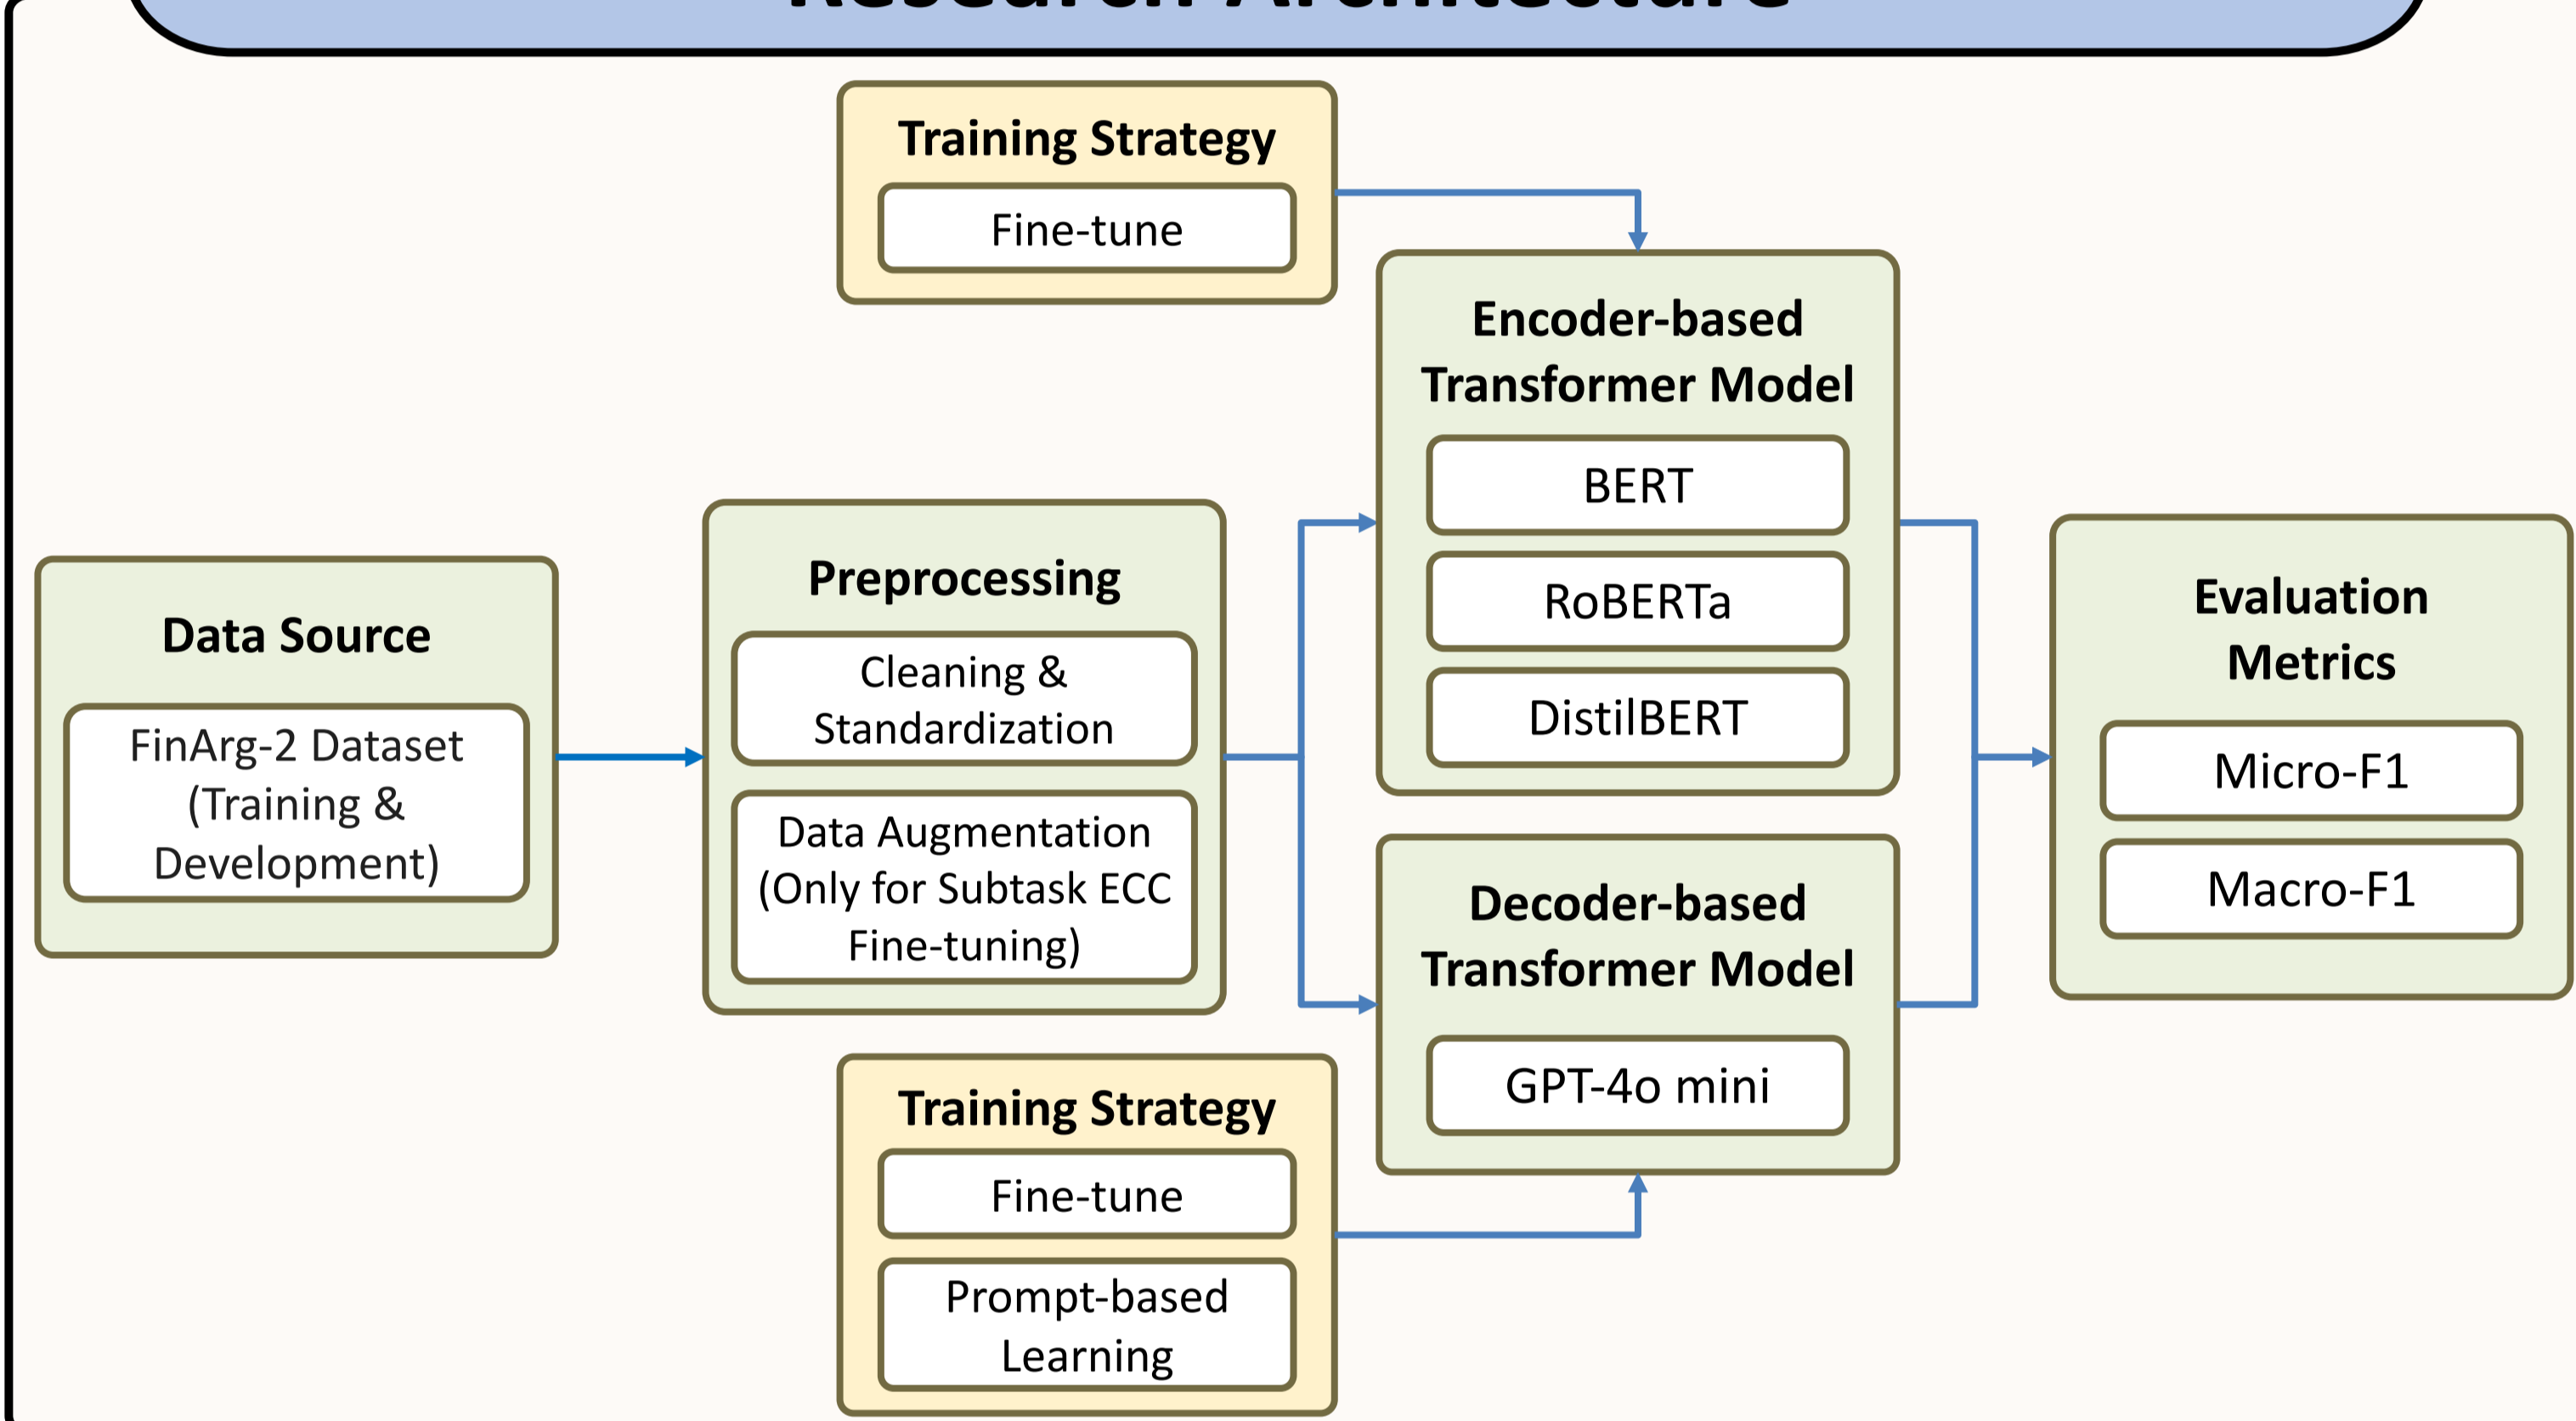 Research Architecture
Training Strategy
Fine-tune
Encoder-based
Transformer Model
BERT
RoBERTa
DistilBERT
Preprocessing
Cleaning &
Standardization
Data Augmentation
(Only for Subtask ECC
Fine-tuning)
Data Source
FinArg-2 Dataset
(Training &
Development)
Evaluation
Metrics
Micro-F1
Macro-F1
Decoder-based
Transformer Model
GPT-4o mini
Training Strategy
Fine-tune
Prompt-based
Learning